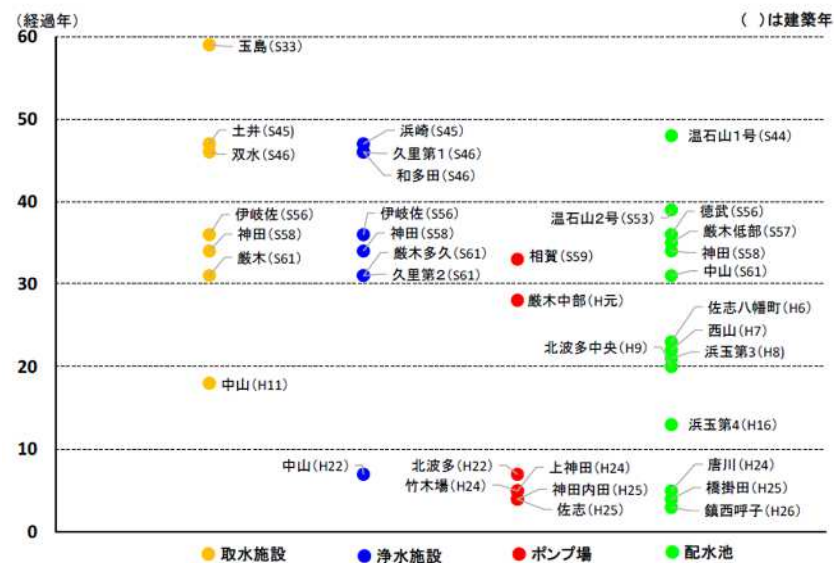 （経過年）
（　）は建築年
60
玉島（S33）
50
土井（S45）
双水（S46）
浜崎（S45）
久里第1（S46）
和多田（S46）
温石山1号（S44）
40
伊岐佐（S56）
神田（S58）
厳木（S61）
伊岐佐（S56）
神田（S58）
厳木多久（S61）
久里第2（S61）
相賀（S59）
厳木中部（H元）
温石山2号（S53）
徳武（S56）
厳木低部（S57）
神田（S58）
中山（S61）
30
佐志八幡町（H6）
西山（H7）
浜玉第3（H8）
北波多中央（H9）
20
中山（H11）
浜玉第4（H16）
10
中山（H22）
北波多（H22）
竹木場（H24）
上神田（H24）
神田内田（H25）
佐志（H25）
唐川（H24）
橋掛田（H25）
鎮西呼子（H26）
0
取水施設
浄水施設
ポンプ場
配水池